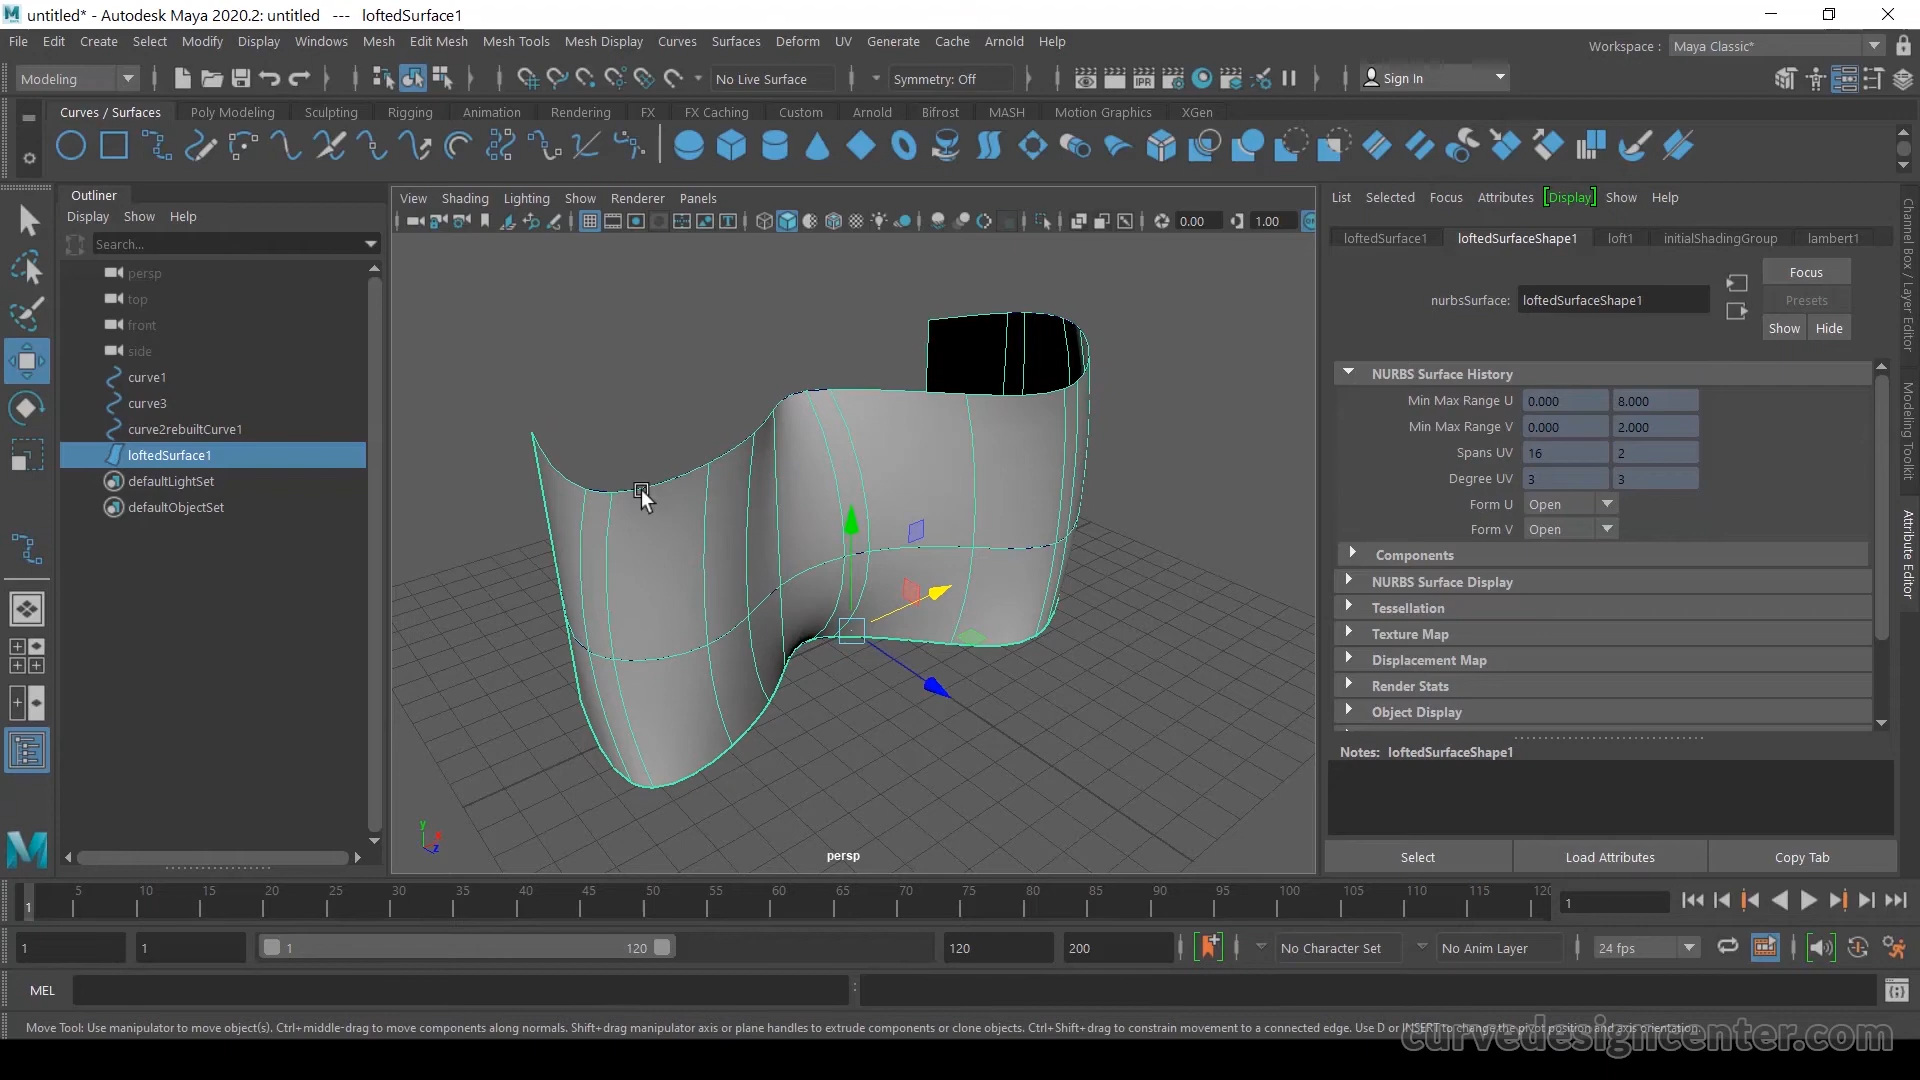 untitled* - Autodesk Maya 2020.2: untitled --- loftedSurface1
File Edit Create Select Modify Display Windows Mesh Edit Mesh Mesh Tools Mesh Display Curves Surfaces Deform UV Generate Cache Arnold Help
Workspace : Maya Classic*
Modeling No Live Surface Symmetry: Off IPR Sign In
Curves / Surfaces Poly Modeling Sculpting Rigging Animation Rendering FX FX Caching Custom Arnold Bifrost MASH Motion Graphics XGen
Outliner
Display Show Help
Search...
persp
top
front
side
curve1
curve3
curve2rebuiltCurve1
loftedSurface1
defaultLightSet
defaultObjectSet
View Shading Lighting Show Renderer Panels
0.00 1.00
y
x
z
persp
List Selected Focus Attributes [Display] Show Help
loftedSurface1 loftedSurfaceShape1 loft1 initialShadingGroup lambert1
Focus
nurbsSurface: loftedSurfaceShape1
Presets
Show Hide
NURBS Surface History
Min Max Range U 0.000 8.000
Min Max Range V 0.000 2.000
Spans UV 16 2
Degree UV 3 3
Form U Open
Form V Open
Components
NURBS Surface Display
Tessellation
Texture Map
Displacement Map
Render Stats
Object Display
Notes: loftedSurfaceShape1
Select Load Attributes Copy Tab
Channel Box / Layer Editor
Modeling Toolkit
Attribute Editor
1 5 10 15 20 25 30 35 40 45 50 55 60 65 70 75 80 85 90 95 100 105 110 115 120 1
1 1 1 120 120 200 No Character Set No Anim Layer 24 fps
MEL
Move Tool: Use manipulator to move object(s). Ctrl+middle-drag to move components along normals. Shift+drag manipulator axis or plane handles to extrude components or clone objects. Ctrl+Shift+drag to constrain movement to a connected edge. Use D or INSERT to change the pivot position and axis orientation.
curvedesigncenter.com